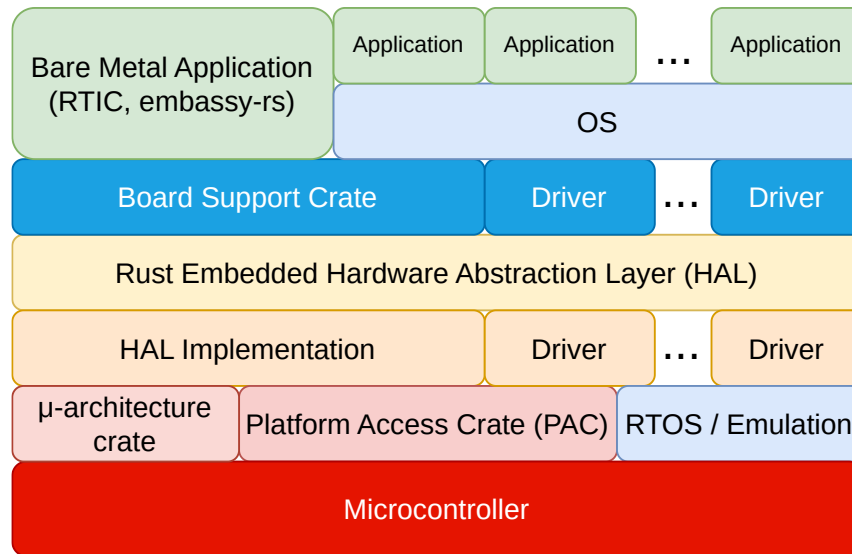 Bare Metal Application
(RTIC, embassy-rs)
Application
Application
...
Application
OS
Board Support Crate
Driver
...
Driver
Rust Embedded Hardware Abstraction Layer (HAL)
HAL Implementation
Driver
...
Driver
μ-architecture
crate
Platform Access Crate (PAC)
RTOS / Emulation
Microcontroller